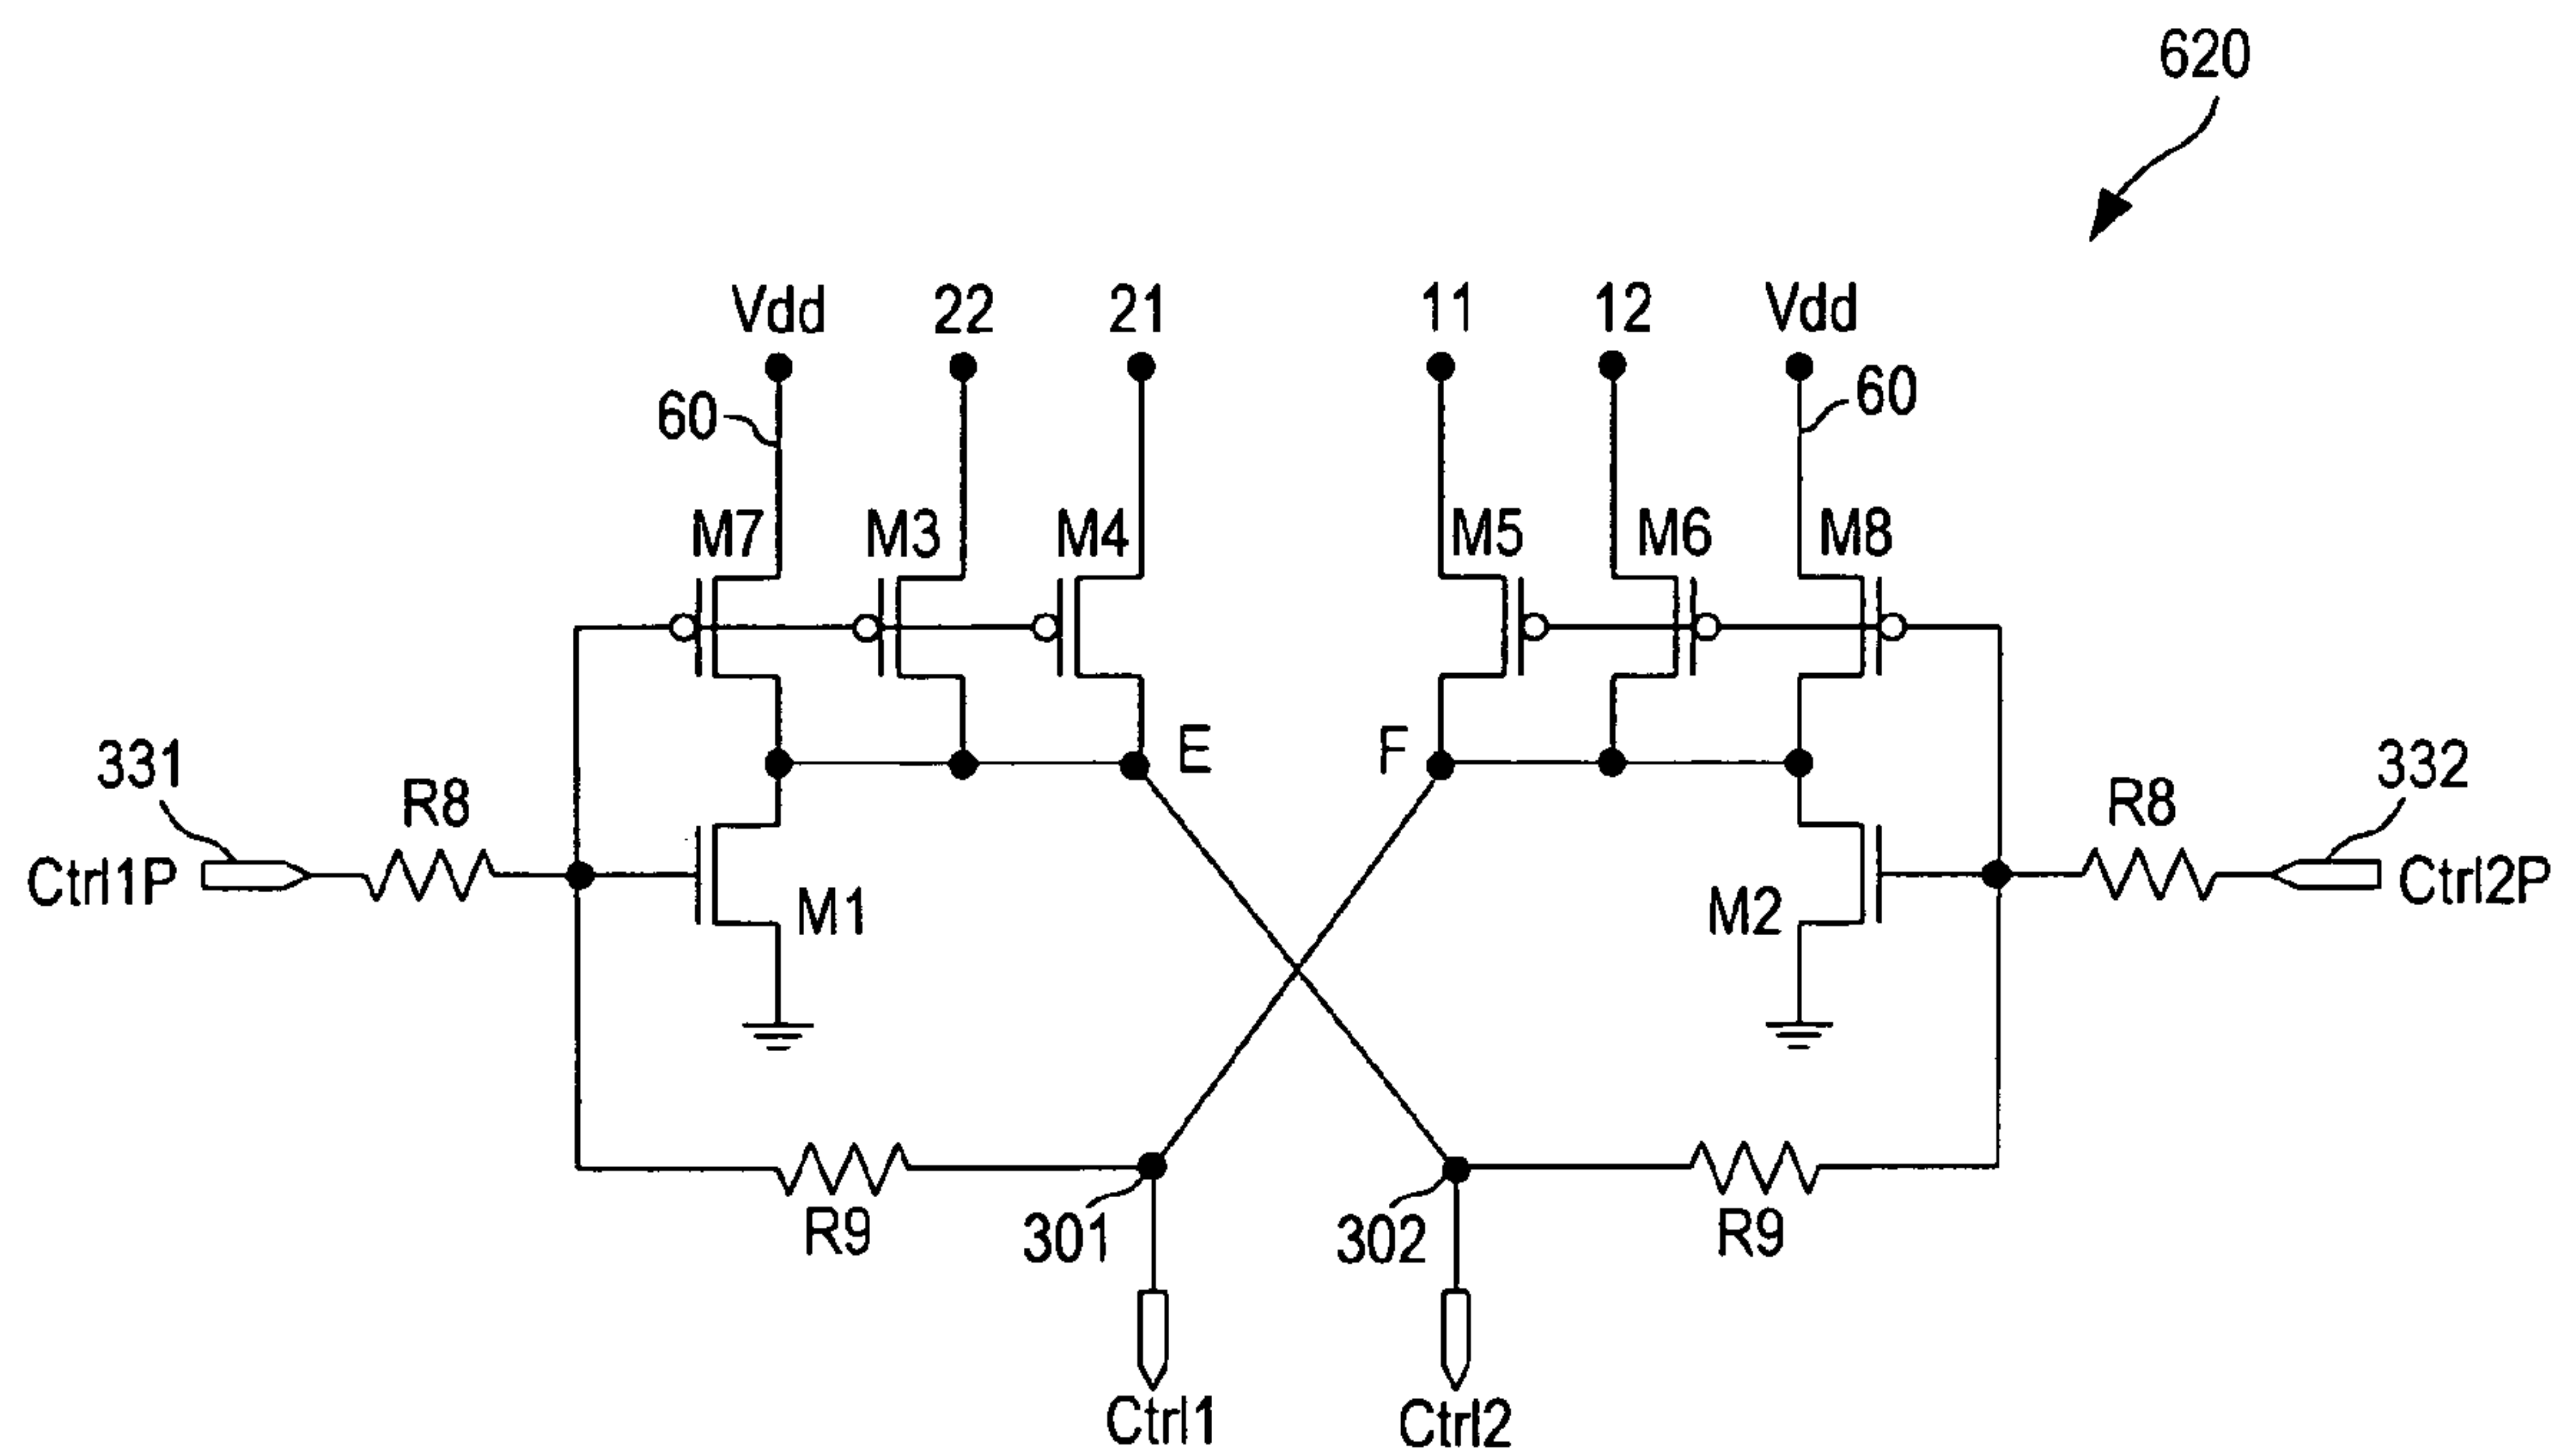 620
Vdd 22 21 11 12 Vdd
60 60
M7 M3 M4 M5 M6 M8
E F
331 R8 R8 332
Ctrl1P M1 M2 Ctrl2P
R9 301 302 R9
Ctrl1 Ctrl2